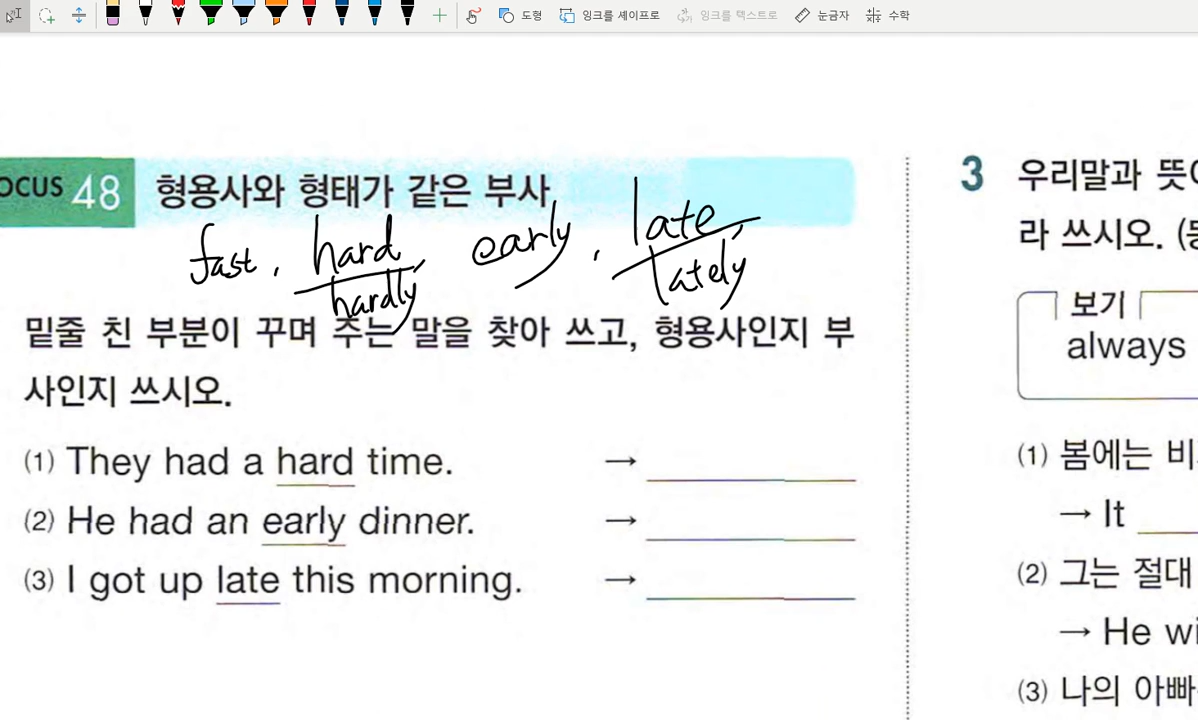 도형 잉크를 셰이프로 잉크를 텍스트로 눈금자 수학
OCUS 48 형용사와 형태가 같은 부사
fast, hard, early, late,
hardly lately
밑줄 친 부분이 꾸며 주는 말을 찾아 쓰고, 형용사인지 부
사인지 쓰시오.
(1) They had a hard time. →
(2) He had an early dinner. →
(3) I got up late this morning. →
3 우리말과 뜻이
라 쓰시오. (
보기
always
(1) 봄에는 비
→ It
(2) 그는 절대
→ He wi
(3) 나의 아빠